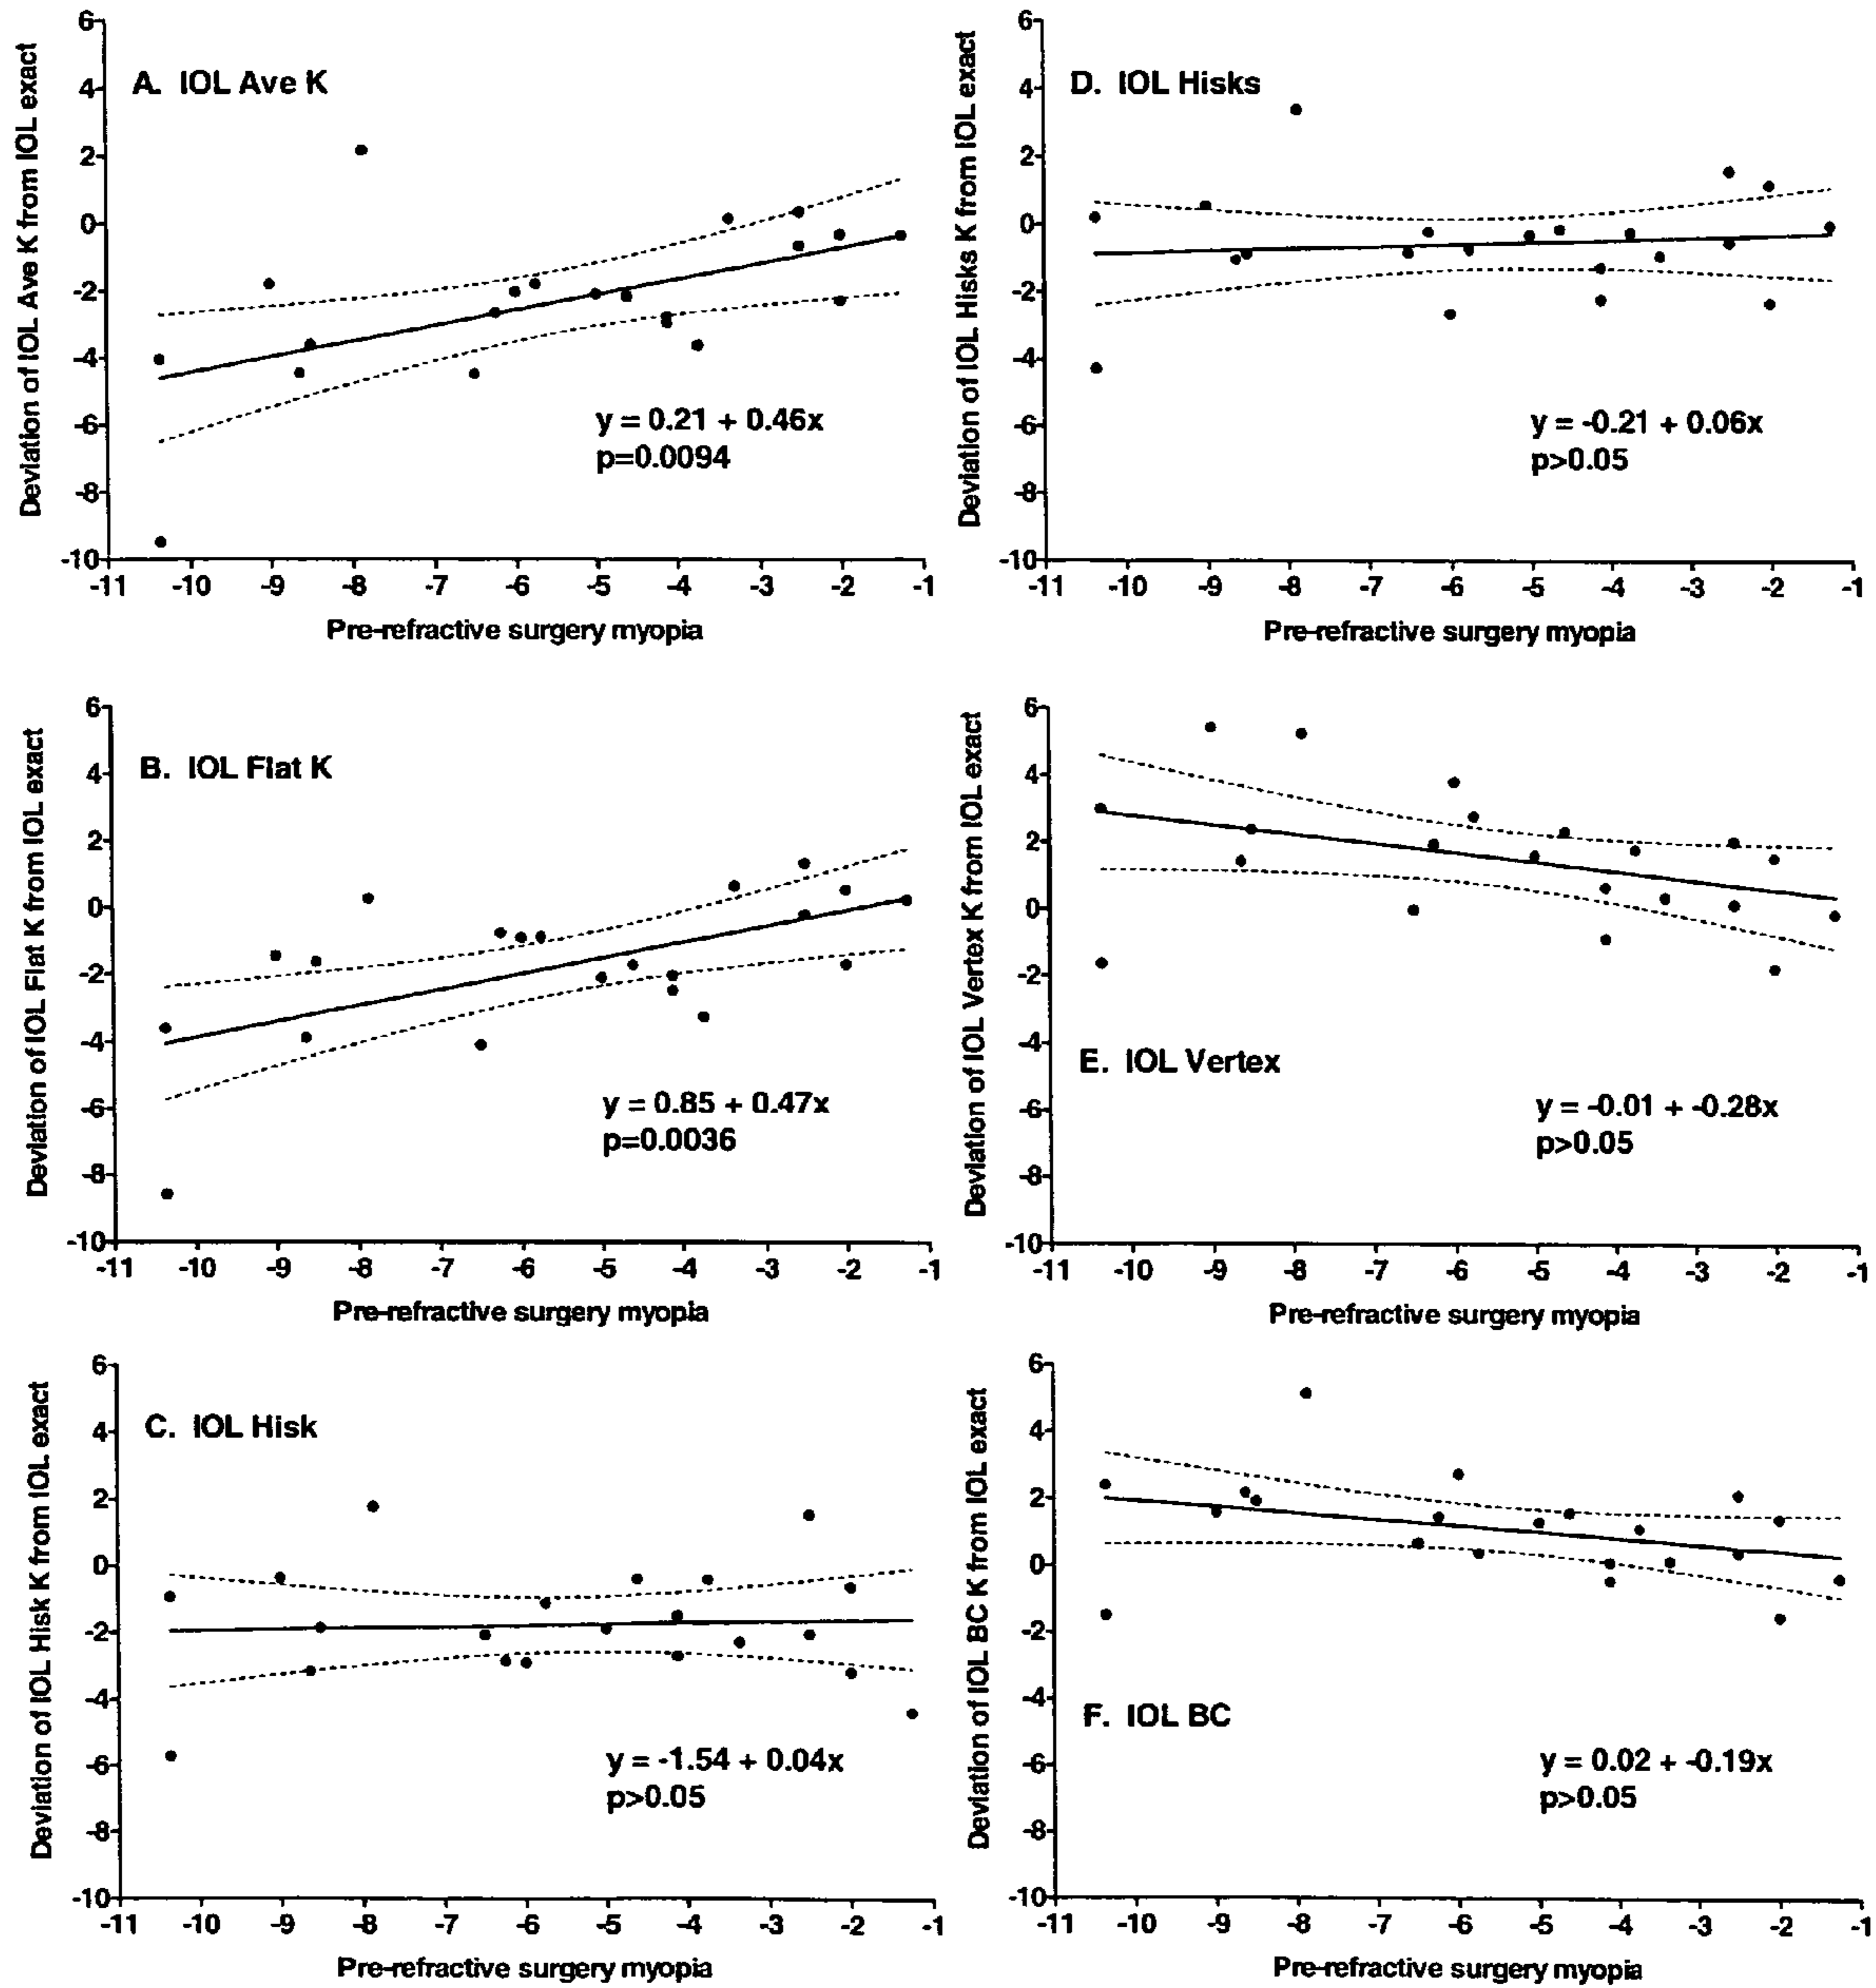 Deviation of IOL Ave K from IOL exact
A. IOL Ave K
6
4
2
0
-2
-4
-6
-8
-10
y = 0.21 + 0.46x
p=0.0094
-11 -10 -9 -8 -7 -6 -5 -4 -3 -2 -1
Pre-refractive surgery myopia
Deviation of IOL Flat K from IOL exact
B. IOL Flat K
6
4
2
0
-2
-4
-6
-8
-10
y = 0.85 + 0.47x
p=0.0036
-11 -10 -9 -8 -7 -6 -5 -4 -3 -2 -1
Pre-refractive surgery myopia
Deviation of IOL Hisk K from IOL exact
C. IOL Hisk
6
4
2
0
-2
-4
-6
-8
-10
y = -1.54 + 0.04x
p>0.05
-11 -10 -9 -8 -7 -6 -5 -4 -3 -2 -1
Pre-refractive surgery myopia
Deviation of IOL Hisks K from IOL exact
D. IOL Hisks
6
4
2
0
-2
-4
-6
-8
-10
y = -0.21 + 0.06x
p>0.05
-11 -10 -9 -8 -7 -6 -5 -4 -3 -2 -1
Pre-refractive surgery myopia
Deviation of IOL Vertex K from IOL exact
6
4
2
0
-2
-4
-6
-8
-10
E. IOL Vertex
y = -0.01 + -0.28x
p>0.05
-11 -10 -9 -8 -7 -6 -5 -4 -3 -2 -1
Pre-refractive surgery myopia
Deviation of IOL BC K from IOL exact
6
4
2
0
-2
-4
-6
-8
-10
F. IOL BC
y = 0.02 + -0.19x
p>0.05
-11 -10 -9 -8 -7 -6 -5 -4 -3 -2 -1
Pre-refractive surgery myopia